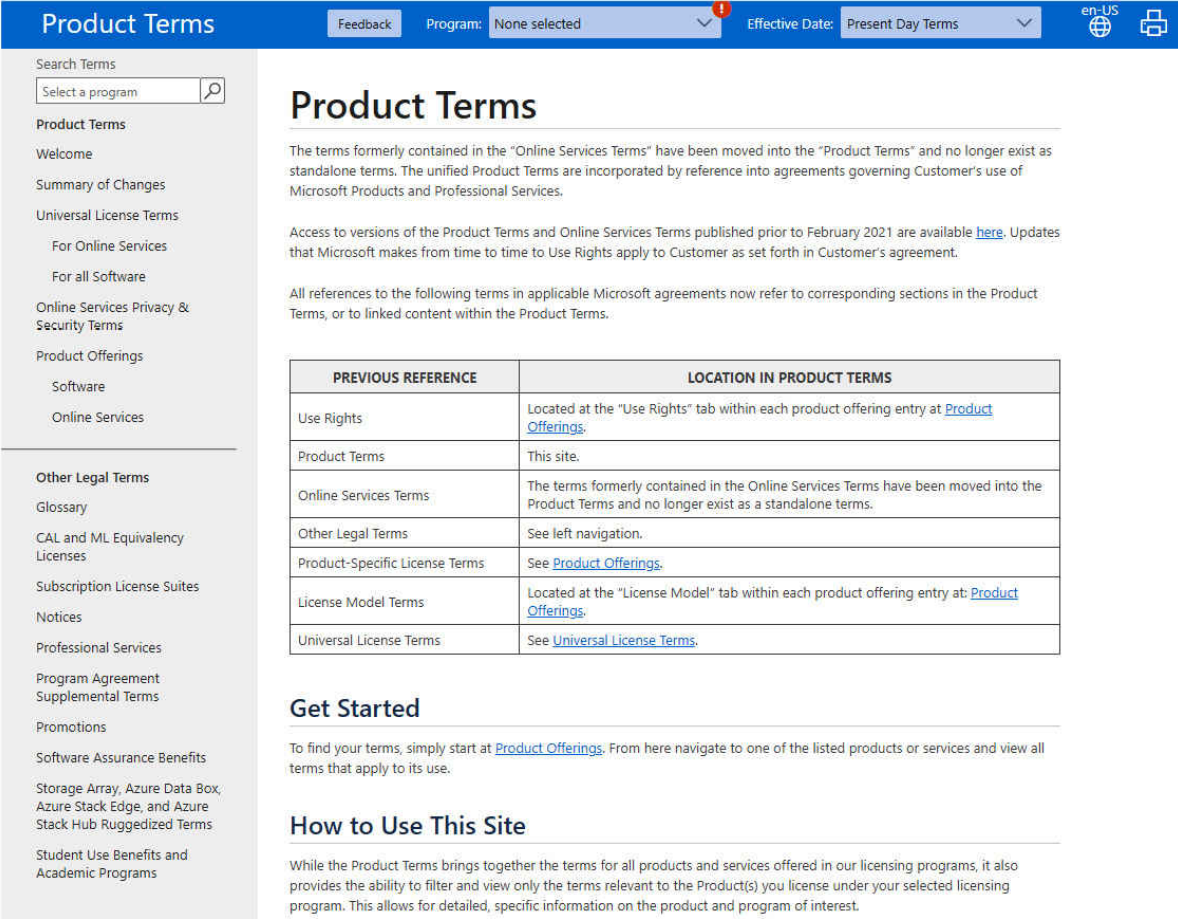 Product Terms
Feedback
Program: None selected
!
Effective Date: Present Day Terms
en-US
Search Terms
Select a program
Product Terms
Welcome
Summary of Changes
Universal License Terms
For Online Services
For all Software
Online Services Privacy &
Security Terms
Product Offerings
Software
Online Services
Other Legal Terms
Glossary
CAL and ML Equivalency
Licenses
Subscription License Suites
Notices
Professional Services
Program Agreement
Supplemental Terms
Promotions
Software Assurance Benefits
Storage Array, Azure Data Box,
Azure Stack Edge, and Azure
Stack Hub Ruggedized Terms
Student Use Benefits and
Academic Programs
Product Terms
The terms formerly contained in the “Online Services Terms” have been moved into the “Product Terms” and no longer exist as
standalone terms. The unified Product Terms are incorporated by reference into agreements governing Customer’s use of
Microsoft Products and Professional Services.
Access to versions of the Product Terms and Online Services Terms published prior to February 2021 are available here. Updates
that Microsoft makes from time to time to Use Rights apply to Customer as set forth in Customer’s agreement.
All references to the following terms in applicable Microsoft agreements now refer to corresponding sections in the Product
Terms, or to linked content within the Product Terms.
PREVIOUS REFERENCE LOCATION IN PRODUCT TERMS
Use Rights
Located at the “Use Rights” tab within each product offering entry at Product
Offerings.
Product Terms This site.
Online Services Terms
The terms formerly contained in the Online Services Terms have been moved into the
Product Terms and no longer exist as a standalone terms.
Other Legal Terms See left navigation.
Product-Specific License Terms See Product Offerings.
License Model Terms
Located at the “License Model” tab within each product offering entry at: Product
Offerings.
Universal License Terms See Universal License Terms.
Get Started
To find your terms, simply start at Product Offerings. From here navigate to one of the listed products or services and view all
terms that apply to its use.
How to Use This Site
While the Product Terms brings together the terms for all products and services offered in our licensing programs, it also
provides the ability to filter and view only the terms relevant to the Product(s) you license under your selected licensing
program. This allows for detailed, specific information on the product and program of interest.